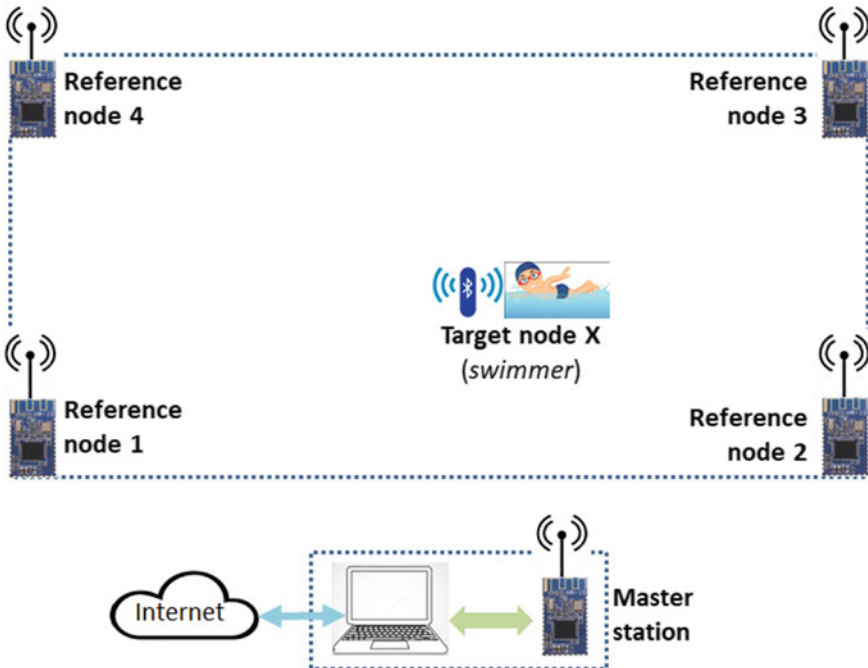 Reference
node 4
Reference
node 3
Target node X
(swimmer)
Reference
node 1
Reference
node 2
Internet
Master
station